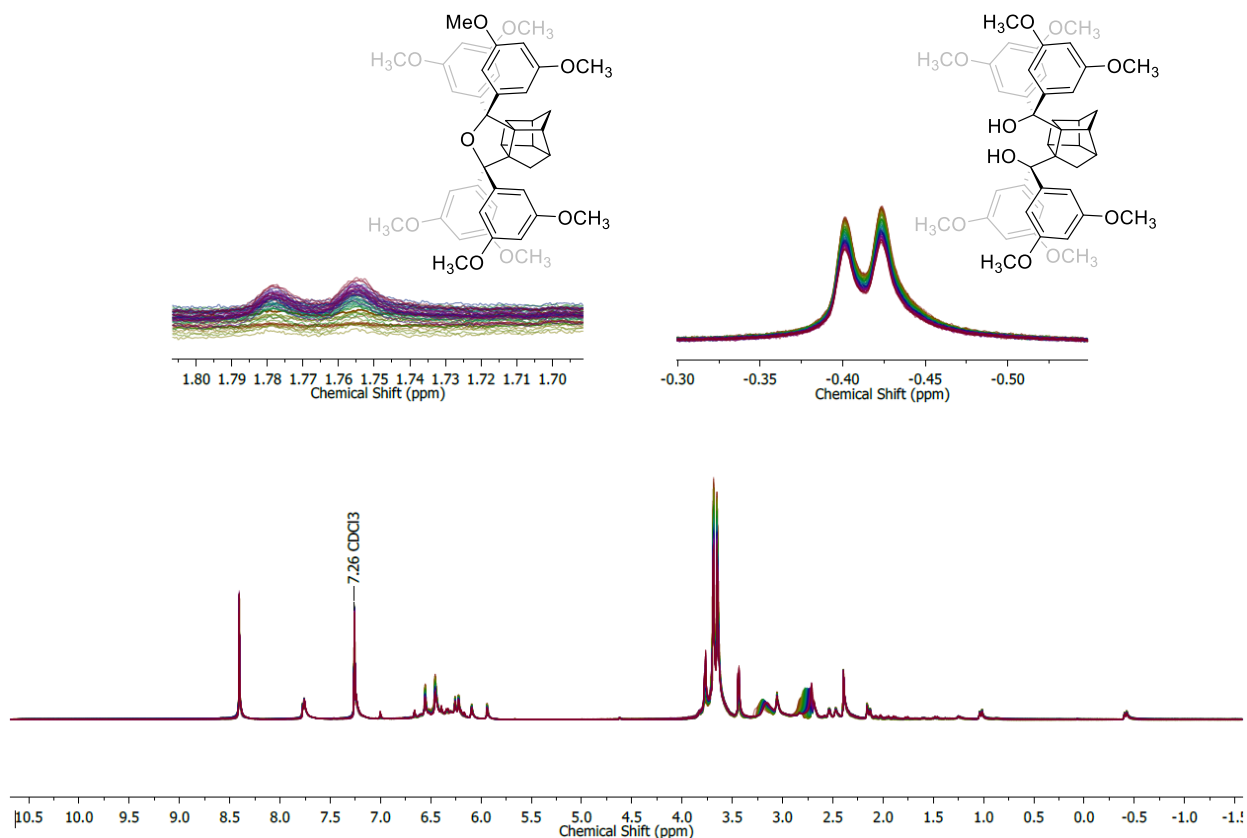 MeO
OCH₃
H₃CO
OCH₃
O
H₃CO
OCH₃
H₃CO
OCH₃
OCH₃
OCH₃
H₃CO
OCH₃
HO
HO
H₃CO
OCH₃
H₃CO
OCH₃
1.80 1.79 1.78 1.77 1.76 1.75 1.74 1.73 1.72 1.71 1.70
Chemical Shift (ppm)
-0.30 -0.35 -0.40 -0.45 -0.50
Chemical Shift (ppm)
7.26 CDCl3
10.5 10.0 9.5 9.0 8.5 8.0 7.5 7.0 6.5 6.0 5.5 5.0 4.5 4.0 3.5 3.0 2.5 2.0 1.5 1.0 0.5 0.0 -0.5 -1.0 -1.5
Chemical Shift (ppm)